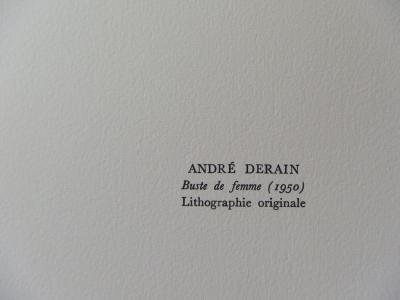 ANDRÉ DERAIN
Buste de femme (1950)
Lithographie originale